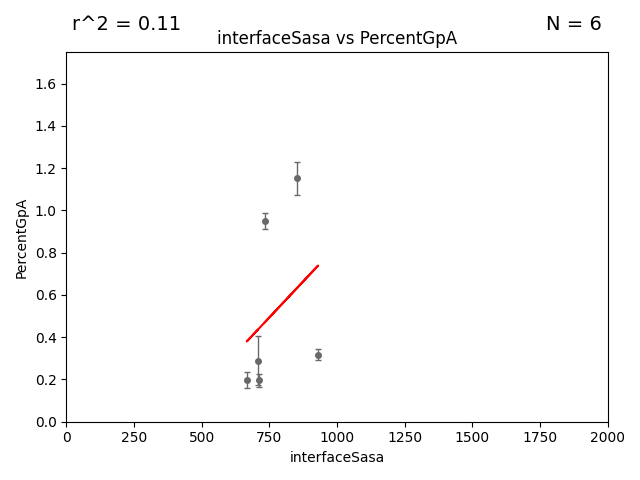 r^2 = 0.11
N = 6
interfaceSasa vs PercentGpA
PercentGpA
1.6
1.4
1.2
1.0
0.8
0.6
0.4
0.2
0.0
0 250 500 750 1000 1250 1500 1750 2000
interfaceSasa